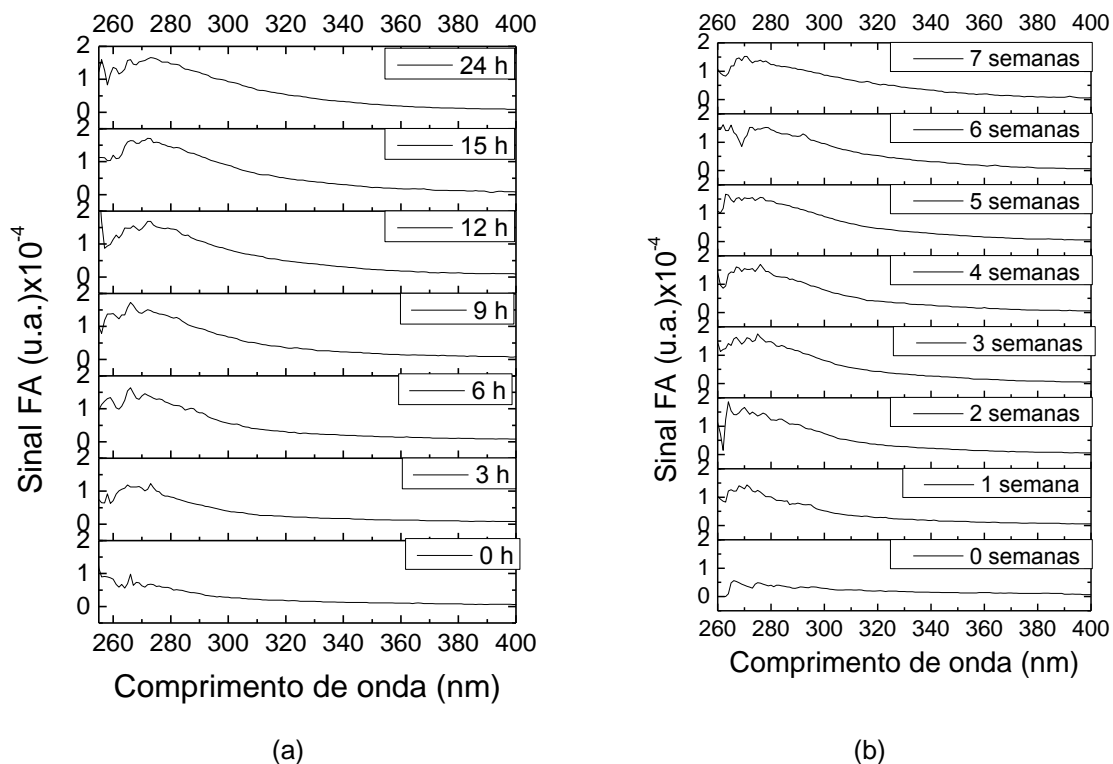 260 280 300 320 340 360 380 400
2
1
0
24 h
2
1
0
15 h
2
1
0
12 h
2
1
0
9 h
2
1
0
6 h
2
1
0
3 h
2
1
0
0 h
260 280 300 320 340 360 380 400
Sinal FA (u.a.)x10-4
Comprimento de onda (nm)
(a)
260 280 300 320 340 360 380 400
2
1
0
7 semanas
2
1
0
6 semanas
2
1
0
5 semanas
2
1
0
4 semanas
2
1
0
3 semanas
2
1
0
2 semanas
2
1
0
1 semana
2
1
0
0 semanas
260 280 300 320 340 360 380 400
Sinal FA (u.a.)x10-4
Comprimento de onda (nm)
(b)